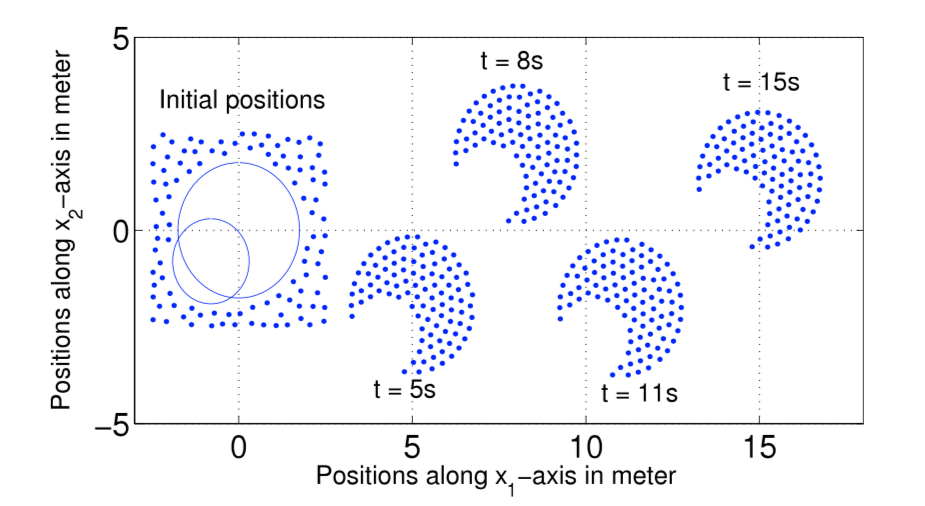 5
t = 8s
t = 15s
Initial positions
Positions along x2−axis in meter
0
t = 5s
t = 11s
−5
0
5
10
15
Positions along x1−axis in meter